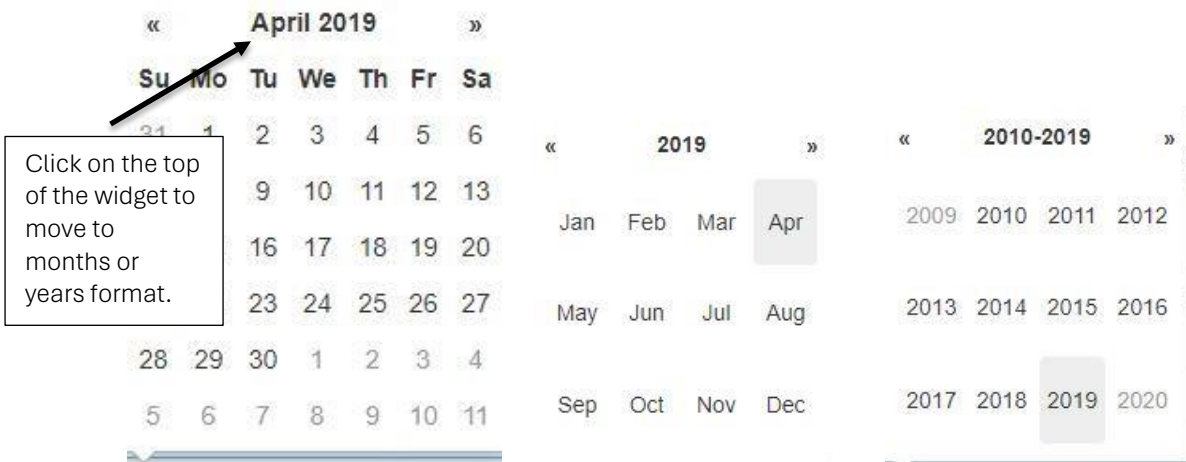 « April 2019 »
Su Mo Tu We Th Fr Sa
31 1 2 3 4 5 6
9 10 11 12 13
16 17 18 19 20
23 24 25 26 27
28 29 30 1 2 3 4
5 6 7 8 9 10 11
Click on the top
of the widget to
move to
months or
years format.
« 2019 »
Jan Feb Mar Apr
May Jun Jul Aug
Sep Oct Nov Dec
« 2010-2019 »
2009 2010 2011 2012
2013 2014 2015 2016
2017 2018 2019 2020